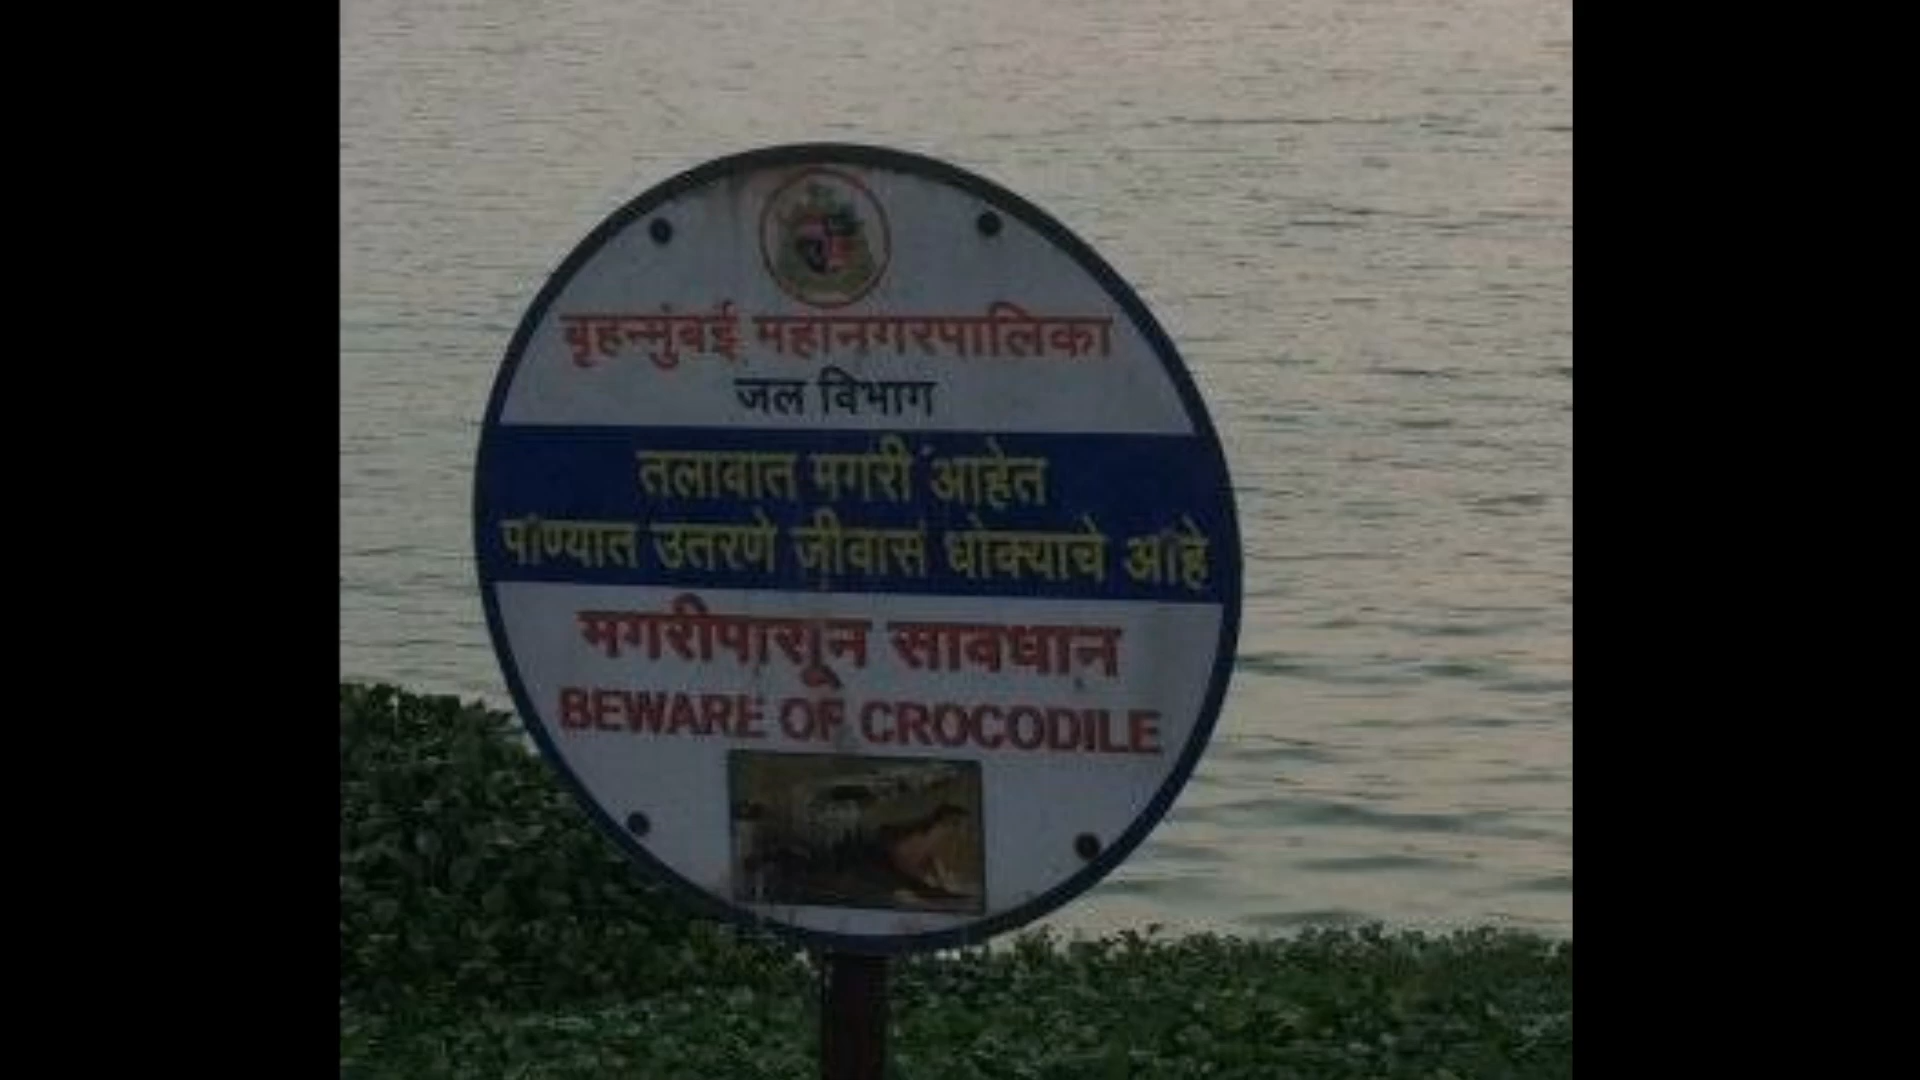 बृहन्मुंबई महानगरपालिका
जल विभाग
तलावात मगरी आहेत
पाण्यात उतरणे जीवास धोक्याचे आहे
मगरीपासून सावधान
BEWARE OF CROCODILE